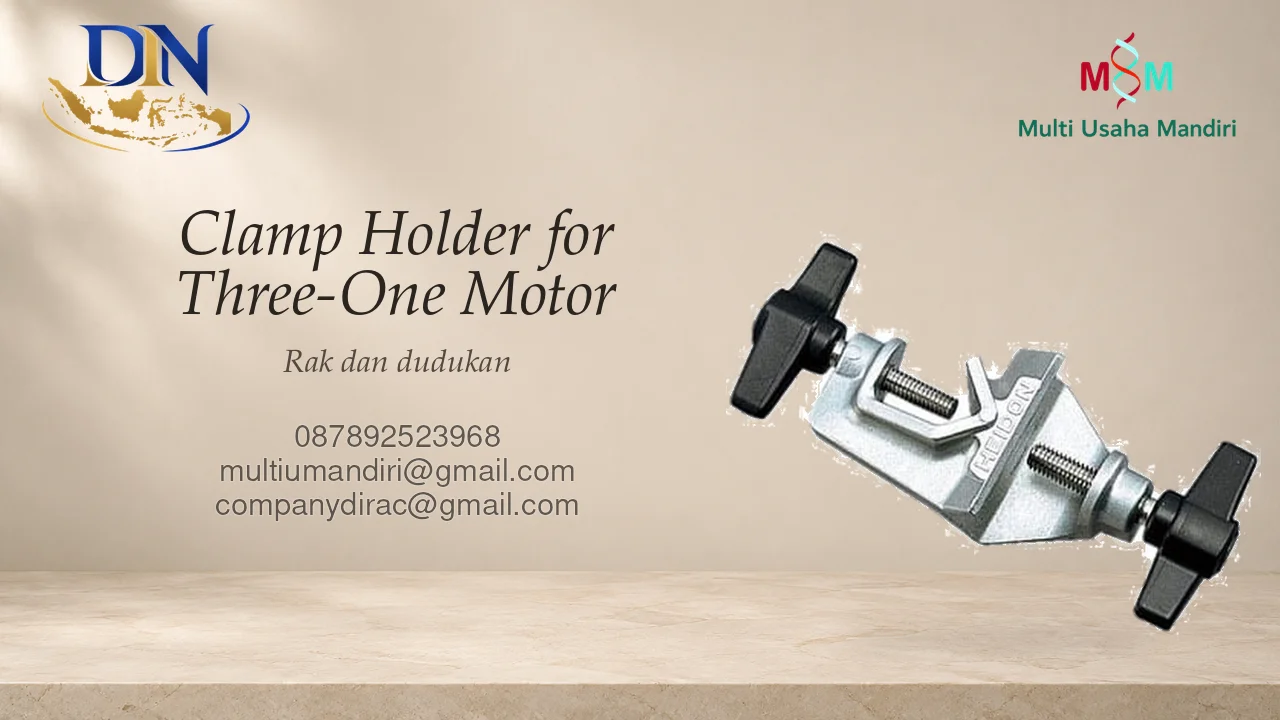 DN
M M
Multi Usaha Mandiri
Clamp Holder for
Three-One Motor
Rak dan dudukan
087892523968
multiumandiri@gmail.com
companydirac@gmail.com
HEIDON